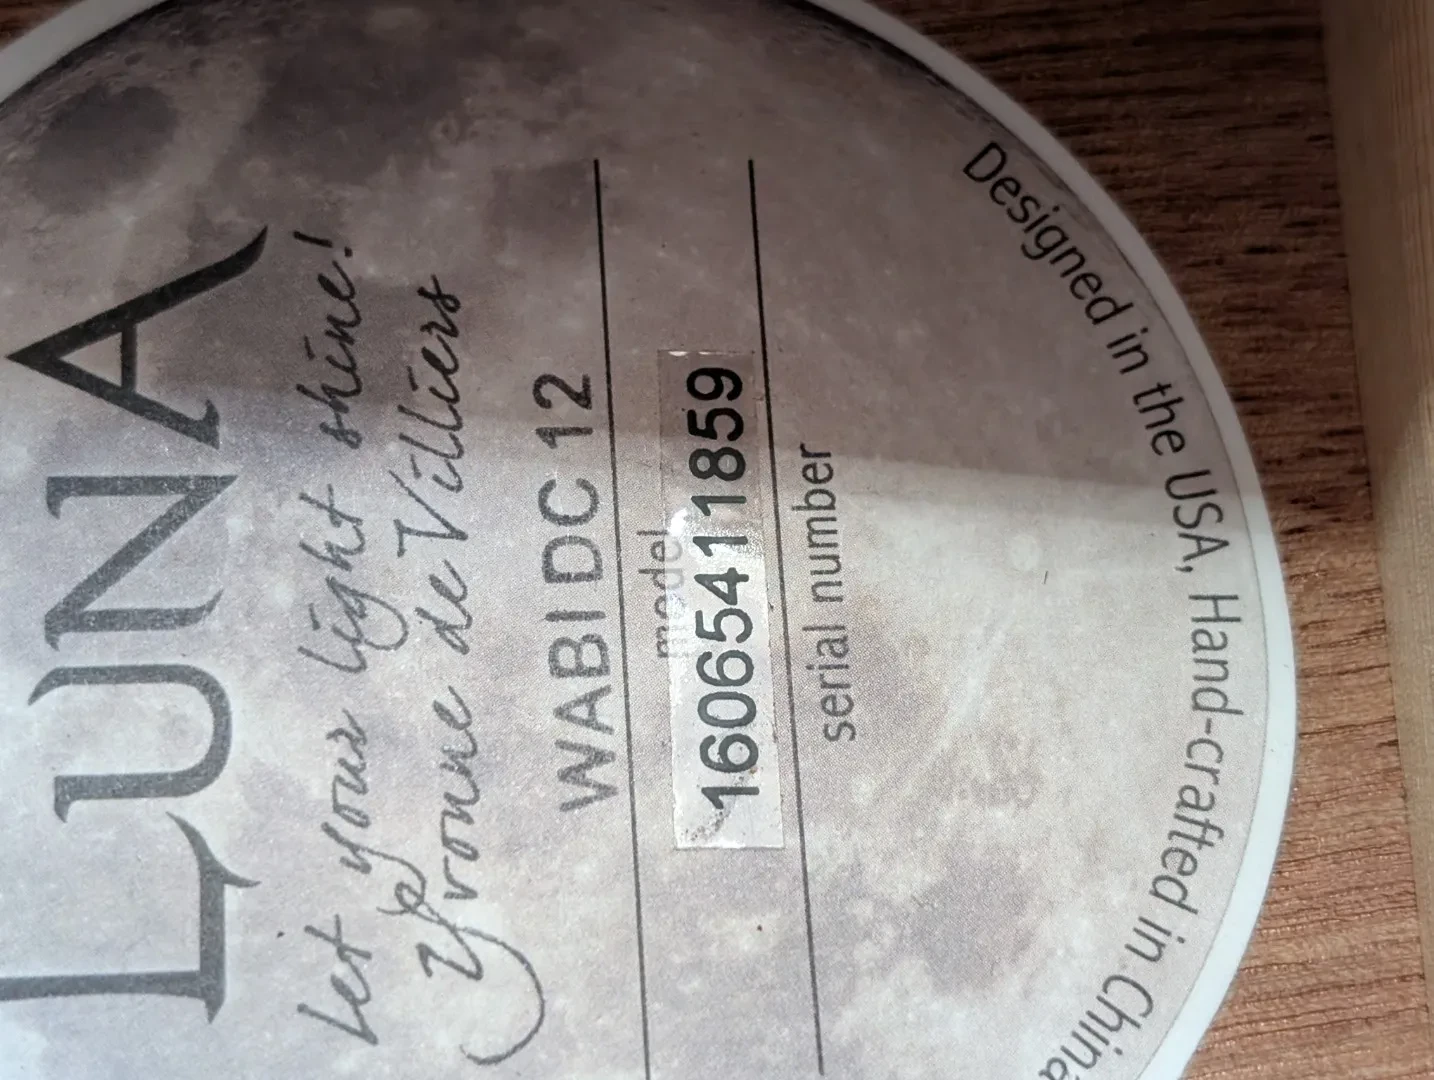 LUNA
Let your light shine!
Yvonne de Villiers
WABI DC 12
model
16065411859
serial number
Designed in the USA, Hand-crafted in China